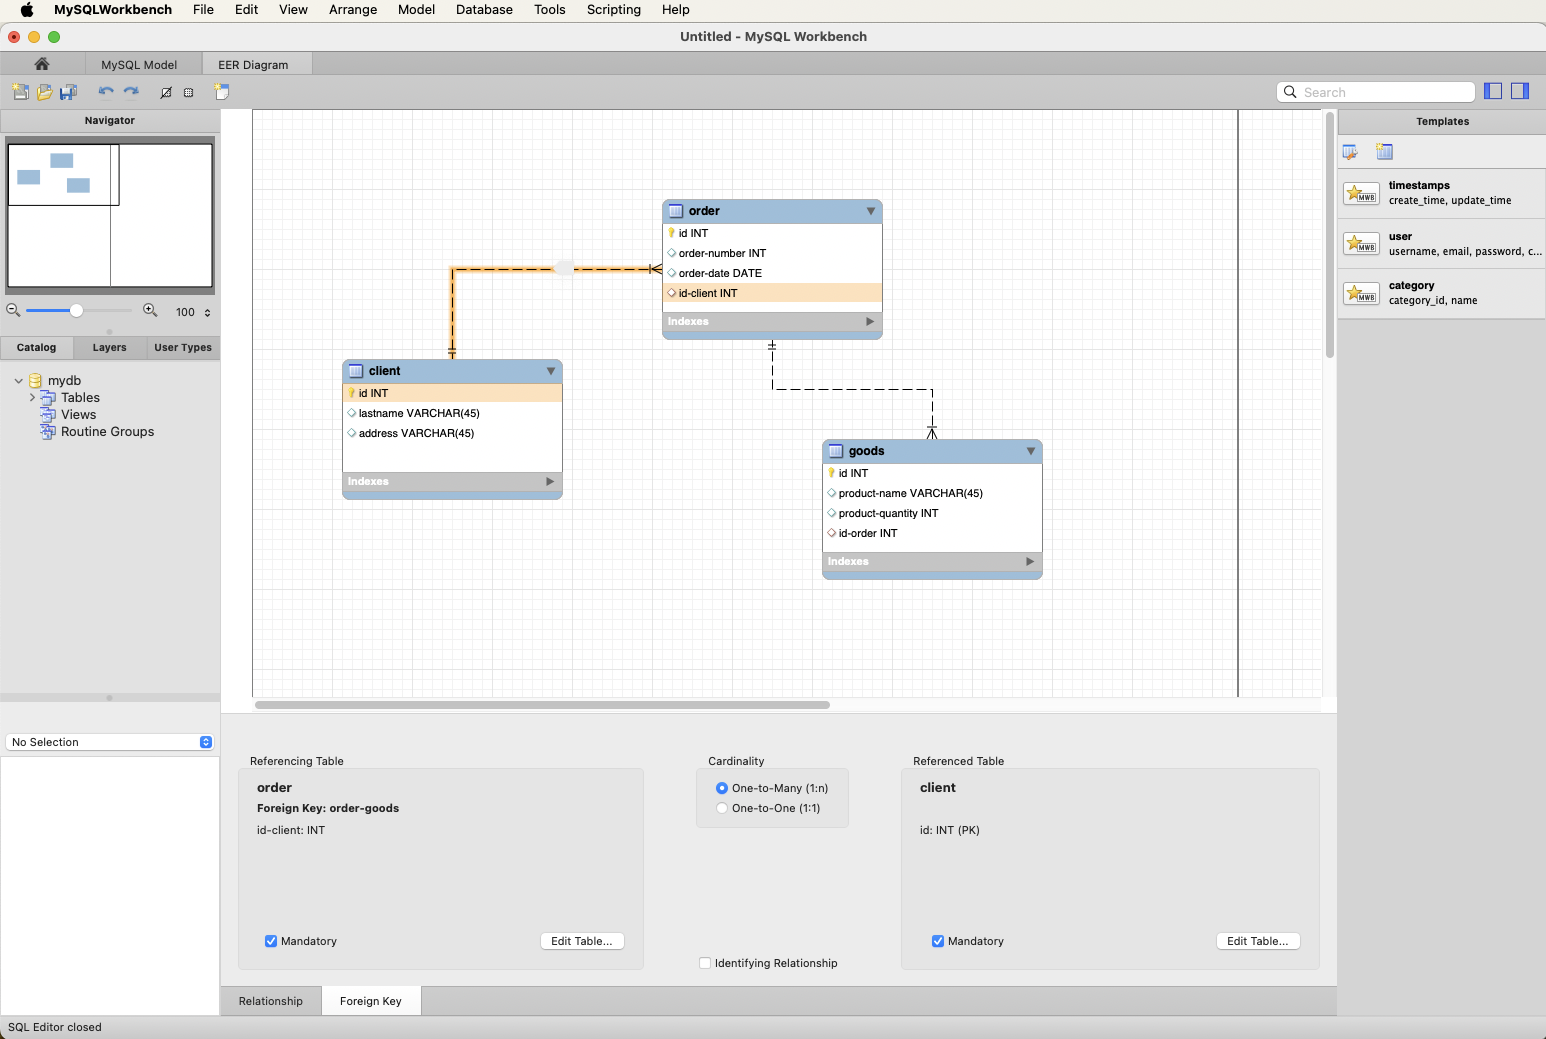 MySQLWorkbench File Edit View Arrange Model Database Tools Scripting Help
Untitled - MySQL Workbench
MySQL Model EER Diagram
Search
Navigator
100
Catalog Layers User Types
mydb
Tables
Views
Routine Groups
No Selection
order
id INT
order-number INT
order-date DATE
id-client INT
Indexes
client
id INT
lastname VARCHAR(45)
address VARCHAR(45)
Indexes
goods
id INT
product-name VARCHAR(45)
product-quantity INT
id-order INT
Indexes
Templates
MWB
timestamps
create_time, update_time
MWB
user
username, email, password, c...
MWB
category
category_id, name
Referencing Table
order
Foreign Key: order-goods
id-client: INT
Mandatory
Edit Table...
Cardinality
One-to-Many (1:n)
One-to-One (1:1)
Identifying Relationship
Referenced Table
client
id: INT (PK)
Mandatory
Edit Table...
Relationship Foreign Key
SQL Editor closed